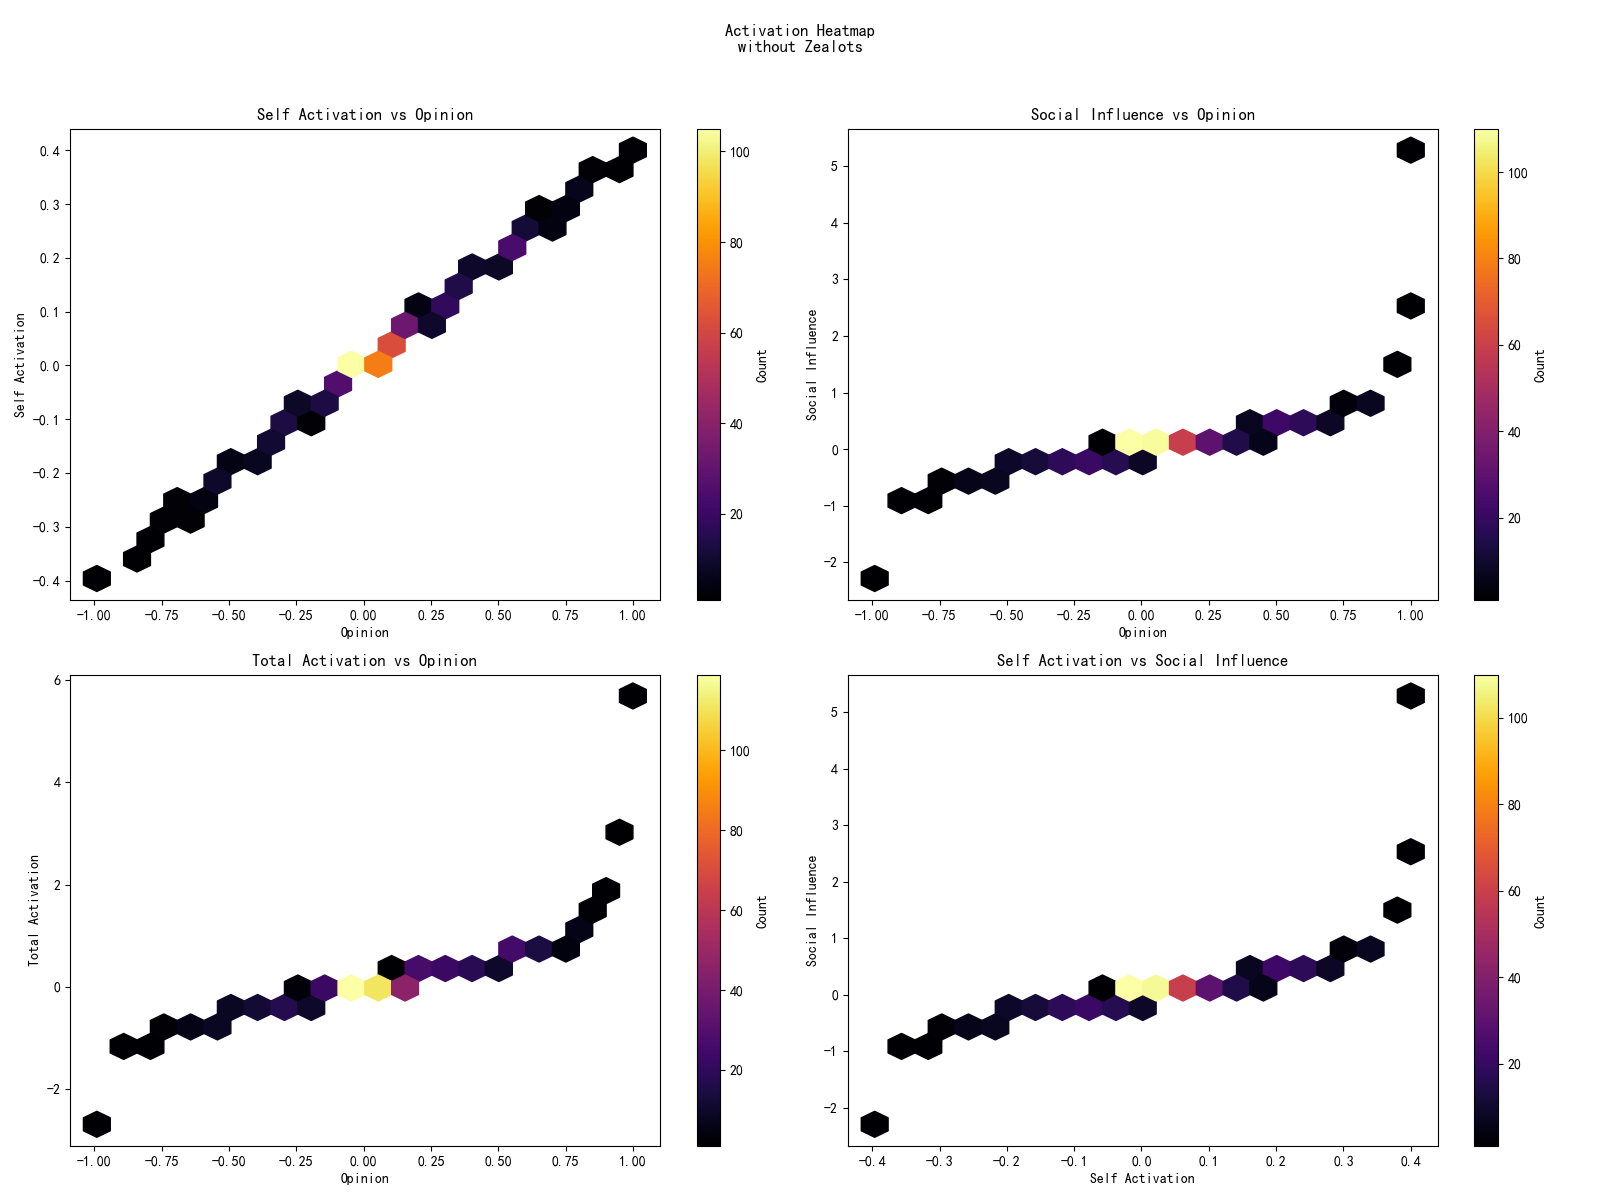 Activation Heatmap
without Zealots
Self Activation vs Opinion
0.4
0.3
0.2
0.1
0.0
−0.1
−0.2
−0.3
−0.4
Self Activation
−1.00 −0.75 −0.50 −0.25 0.00 0.25 0.50 0.75 1.00
Opinion
100
80
60
40
20
Count
Social Influence vs Opinion
5
4
3
2
1
0
−1
−2
Social Influence
−1.00 −0.75 −0.50 −0.25 0.00 0.25 0.50 0.75 1.00
Opinion
100
80
60
40
20
Count
Total Activation vs Opinion
6
4
2
0
−2
Total Activation
−1.00 −0.75 −0.50 −0.25 0.00 0.25 0.50 0.75 1.00
Opinion
100
80
60
40
20
Count
Self Activation vs Social Influence
5
4
3
2
1
0
−1
−2
Social Influence
−0.4 −0.3 −0.2 −0.1 0.0 0.1 0.2 0.3 0.4
Self Activation
100
80
60
40
20
Count